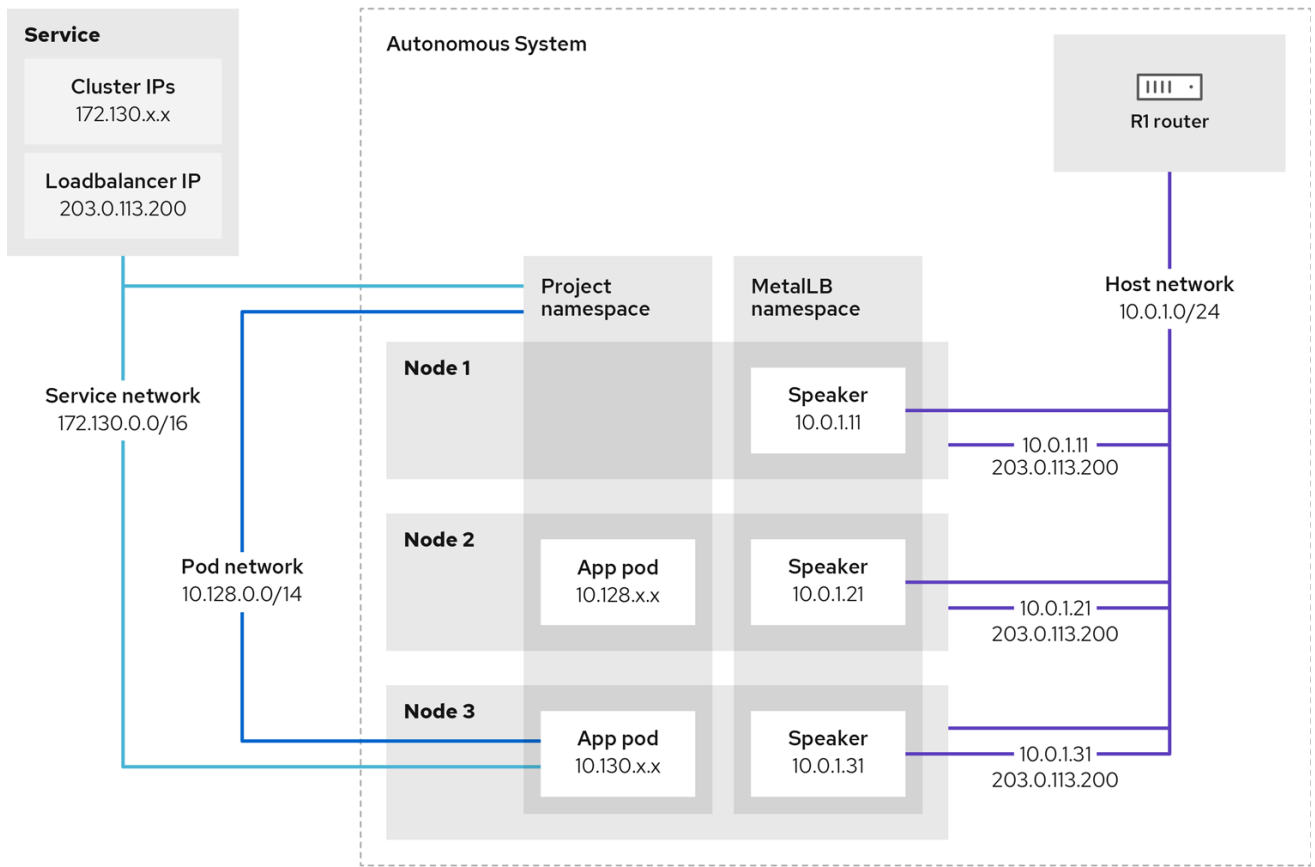 Service
Cluster IPs
172.130.x.x
Loadbalancer IP
203.0.113.200
Autonomous System
R1 router
Project
namespace
MetalLB
namespace
Host network
10.0.1.0/24
Service network
172.130.0.0/16
Node 1
Speaker
10.0.1.11
10.0.1.11
203.0.113.200
Pod network
10.128.0.0/14
Node 2
App pod
10.128.x.x
Speaker
10.0.1.21
10.0.1.21
203.0.113.200
Node 3
App pod
10.130.x.x
Speaker
10.0.1.31
10.0.1.31
203.0.113.200